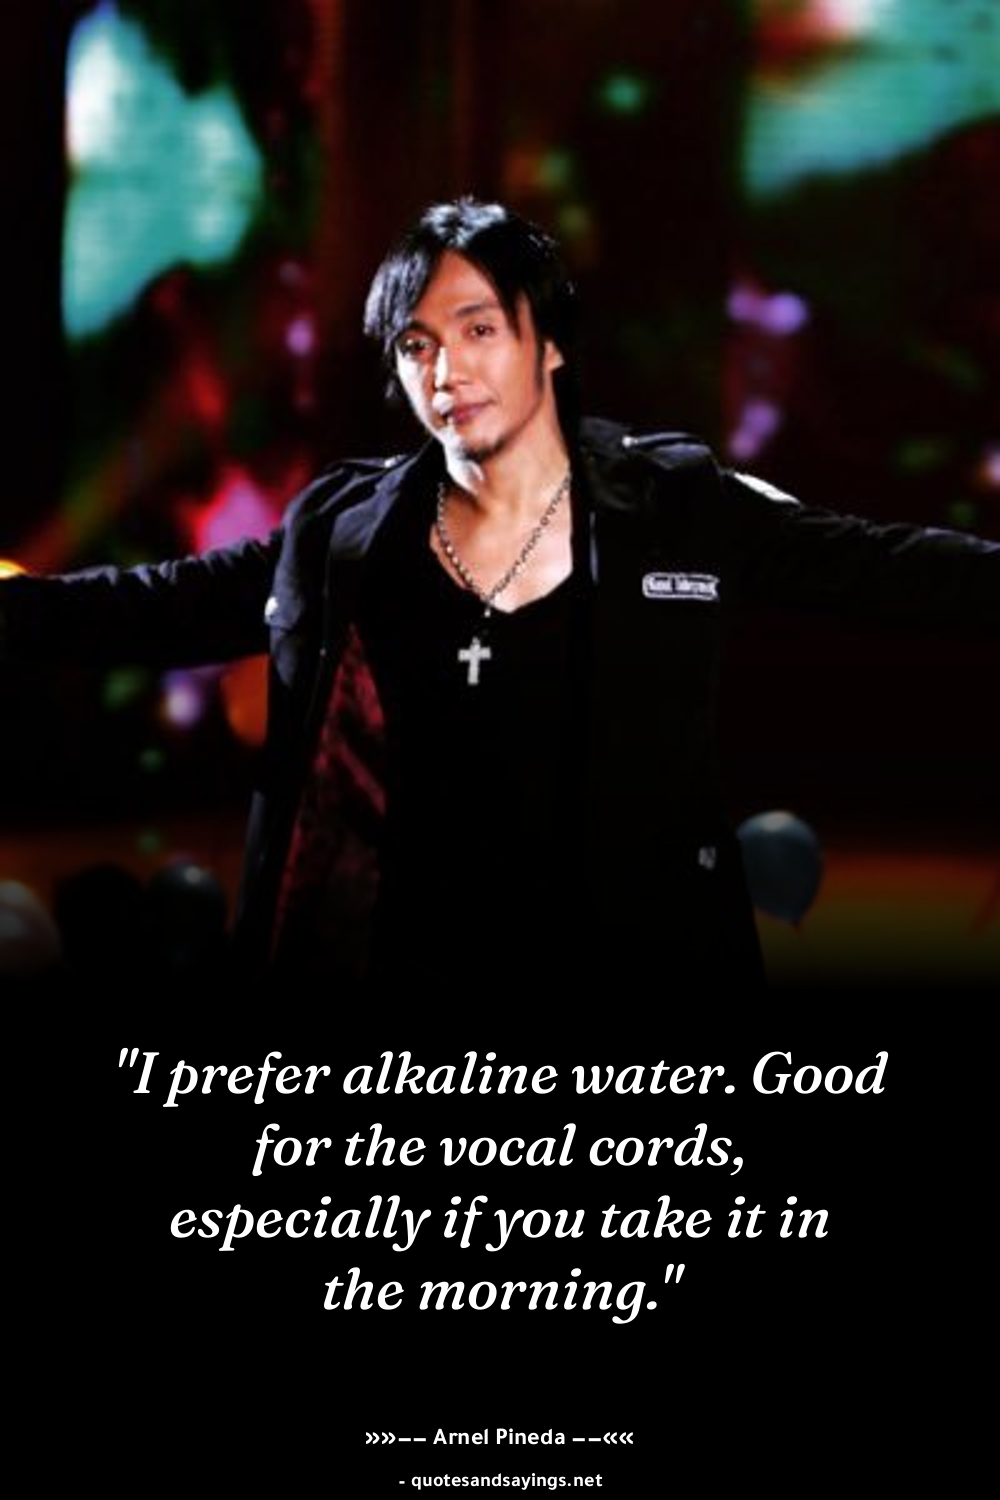 "I prefer alkaline water. Good
for the vocal cords,
especially if you take it in
the morning."
»»−− Arnel Pineda −−««
- quotesandsayings.net